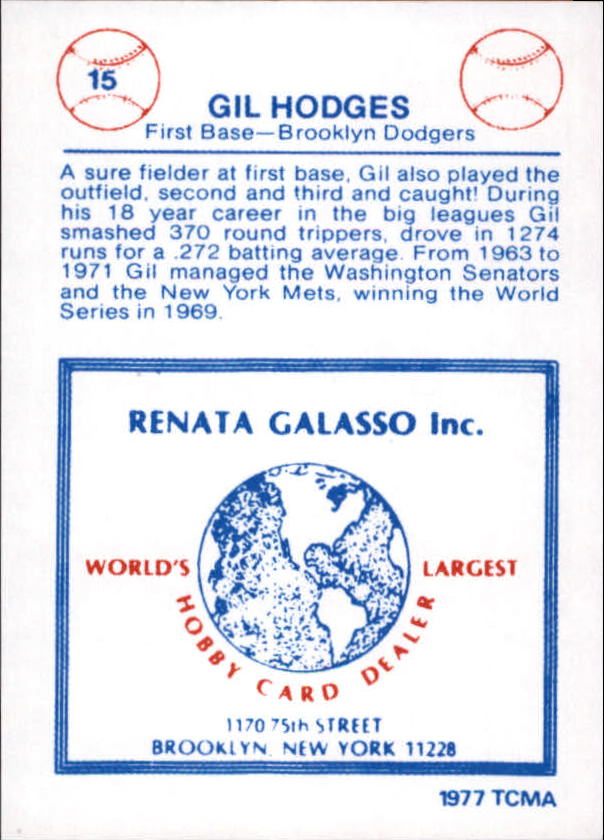 15
GIL HODGES
First Base—Brooklyn Dodgers
A sure fielder at first base, Gil also played the
outfield, second and third and caught! During
his 18 year career in the big leagues Gil
smashed 370 round trippers, drove in 1274
runs for a .272 batting average. From 1963 to
1971 Gil managed the Washington Senators
and the New York Mets, winning the World
Series in 1969.
RENATA GALASSO Inc.
WORLD'S LARGEST
HOBBY CARD DEALER
1170 75th STREET
BROOKLYN, NEW YORK 11228
1977 TCMA